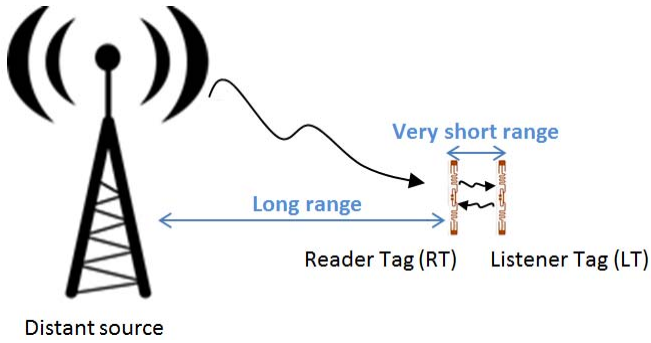 Very short range
Long range
Reader Tag (RT)
Listener Tag (LT)
Distant source